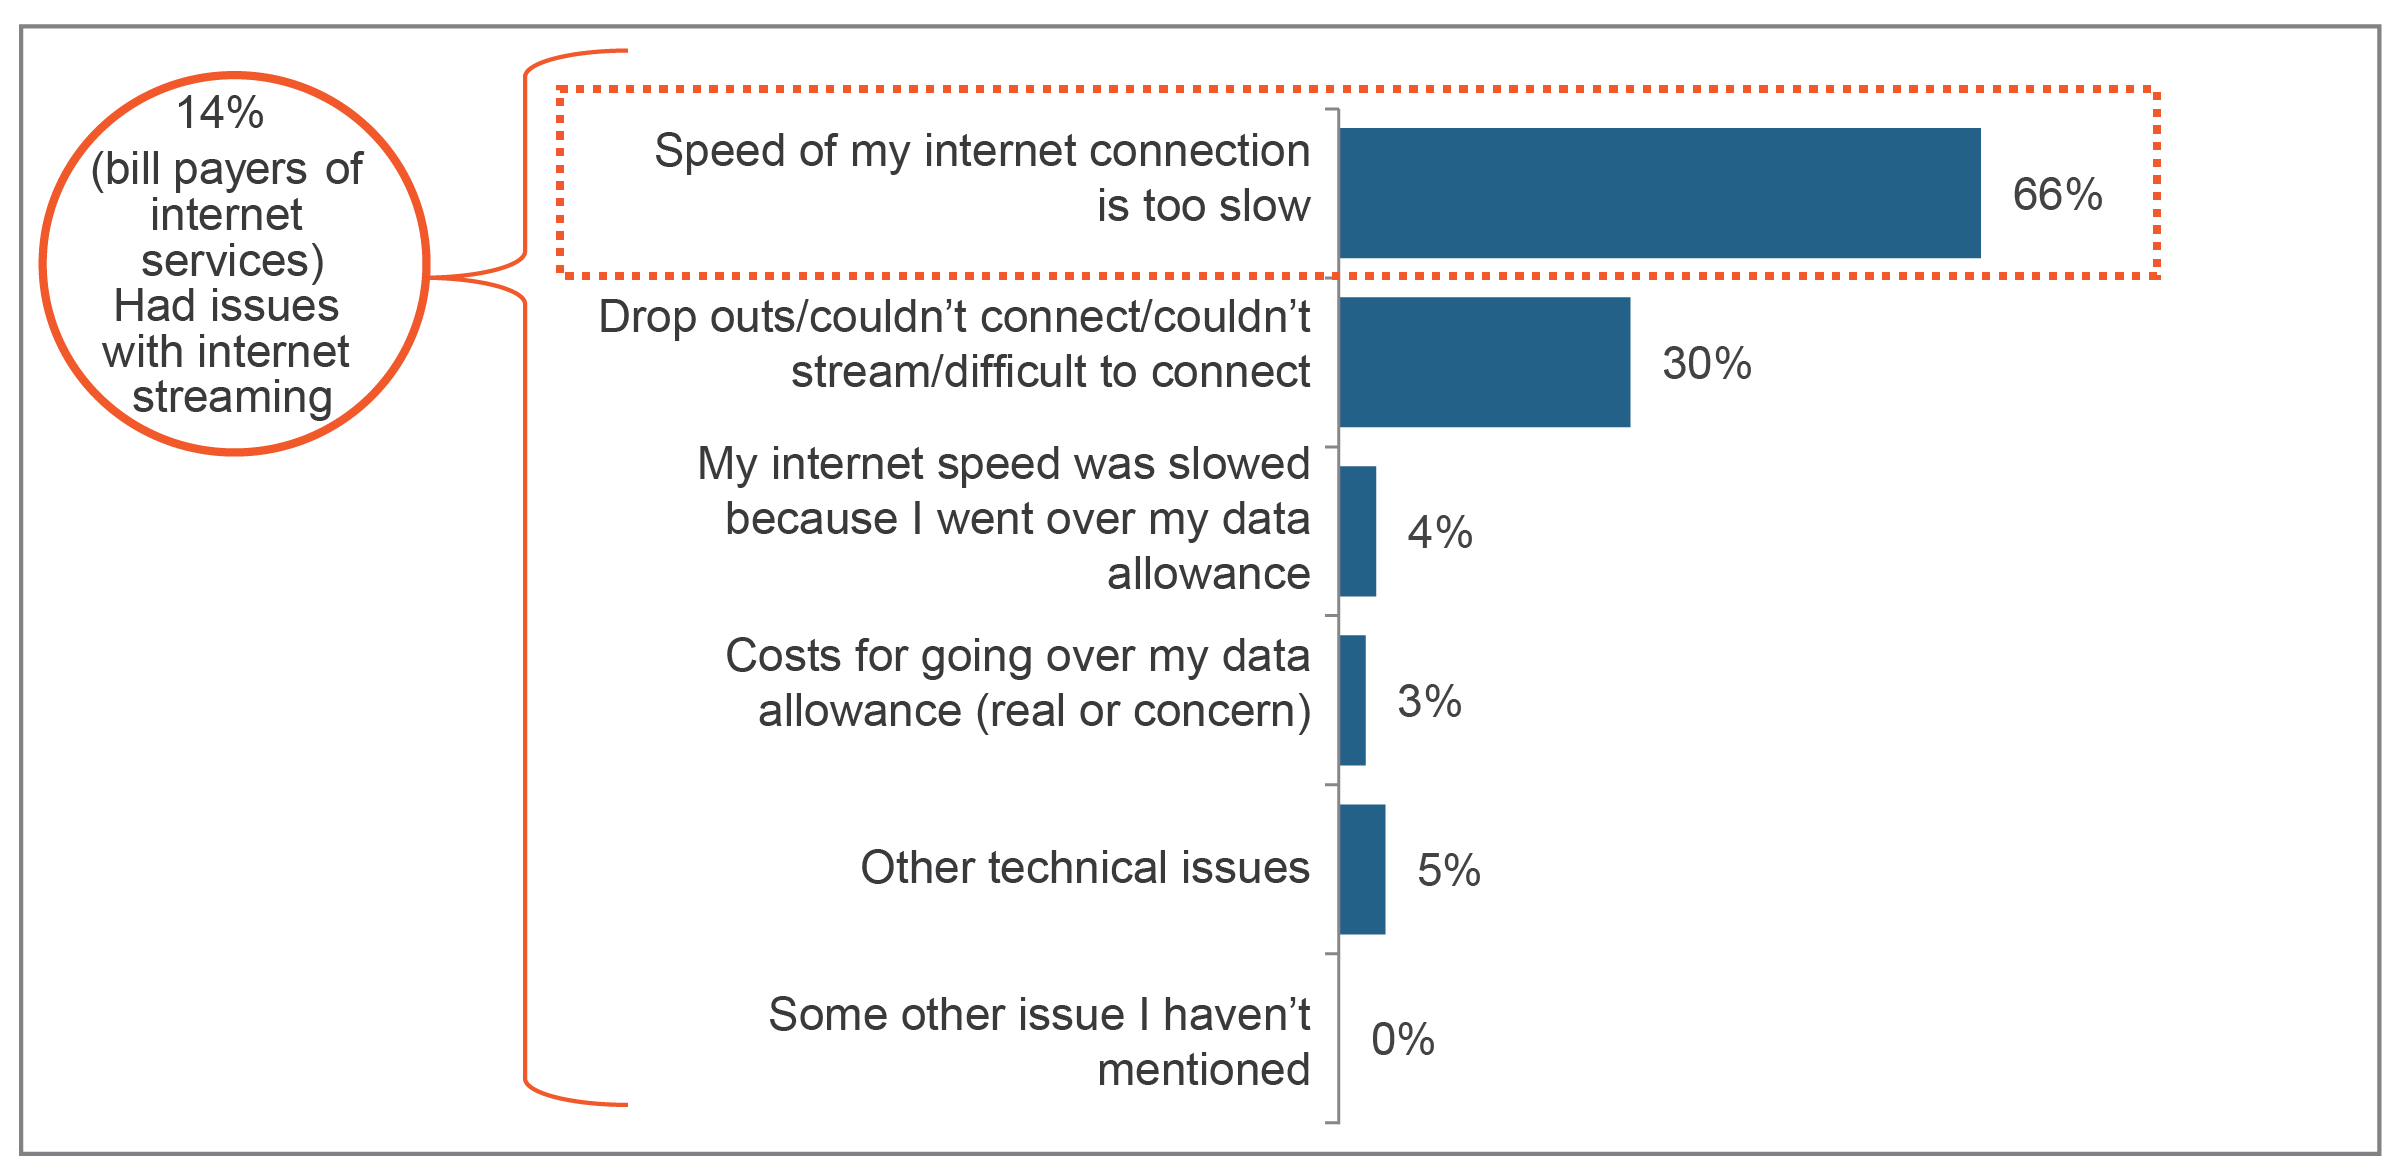 14%
(bill payers of
internet
services)
Had issues
with internet
streaming
Speed of my internet connection
is too slow
66%
Drop outs/couldn’t connect/couldn’t
stream/difficult to connect
30%
My internet speed was slowed
because I went over my data
allowance
4%
Costs for going over my data
allowance (real or concern)
3%
Other technical issues
5%
Some other issue I haven’t
mentioned
0%